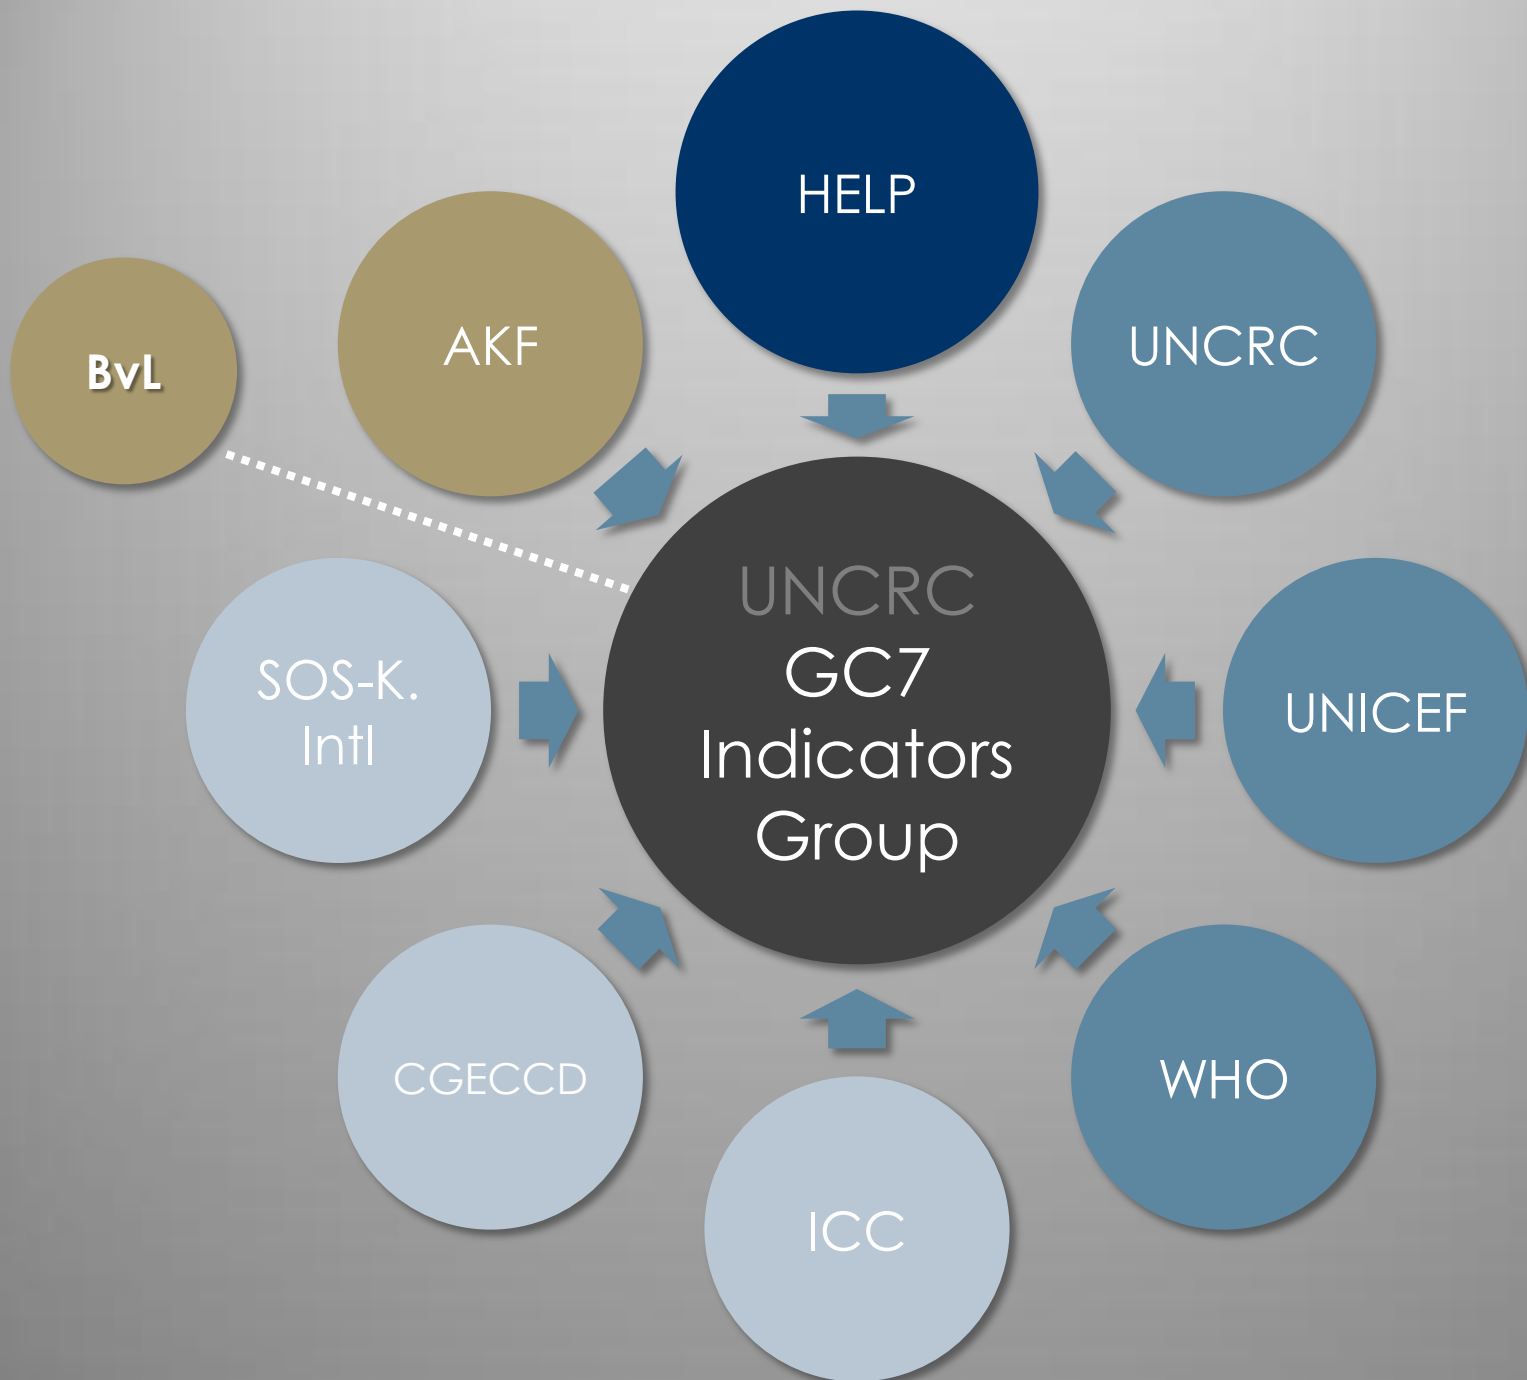 HELP
UNCRC
AKF
BvL
UNCRC
GC7
Indicators
Group
SOS-K.
Intl
UNICEF
CGECCD
WHO
ICC